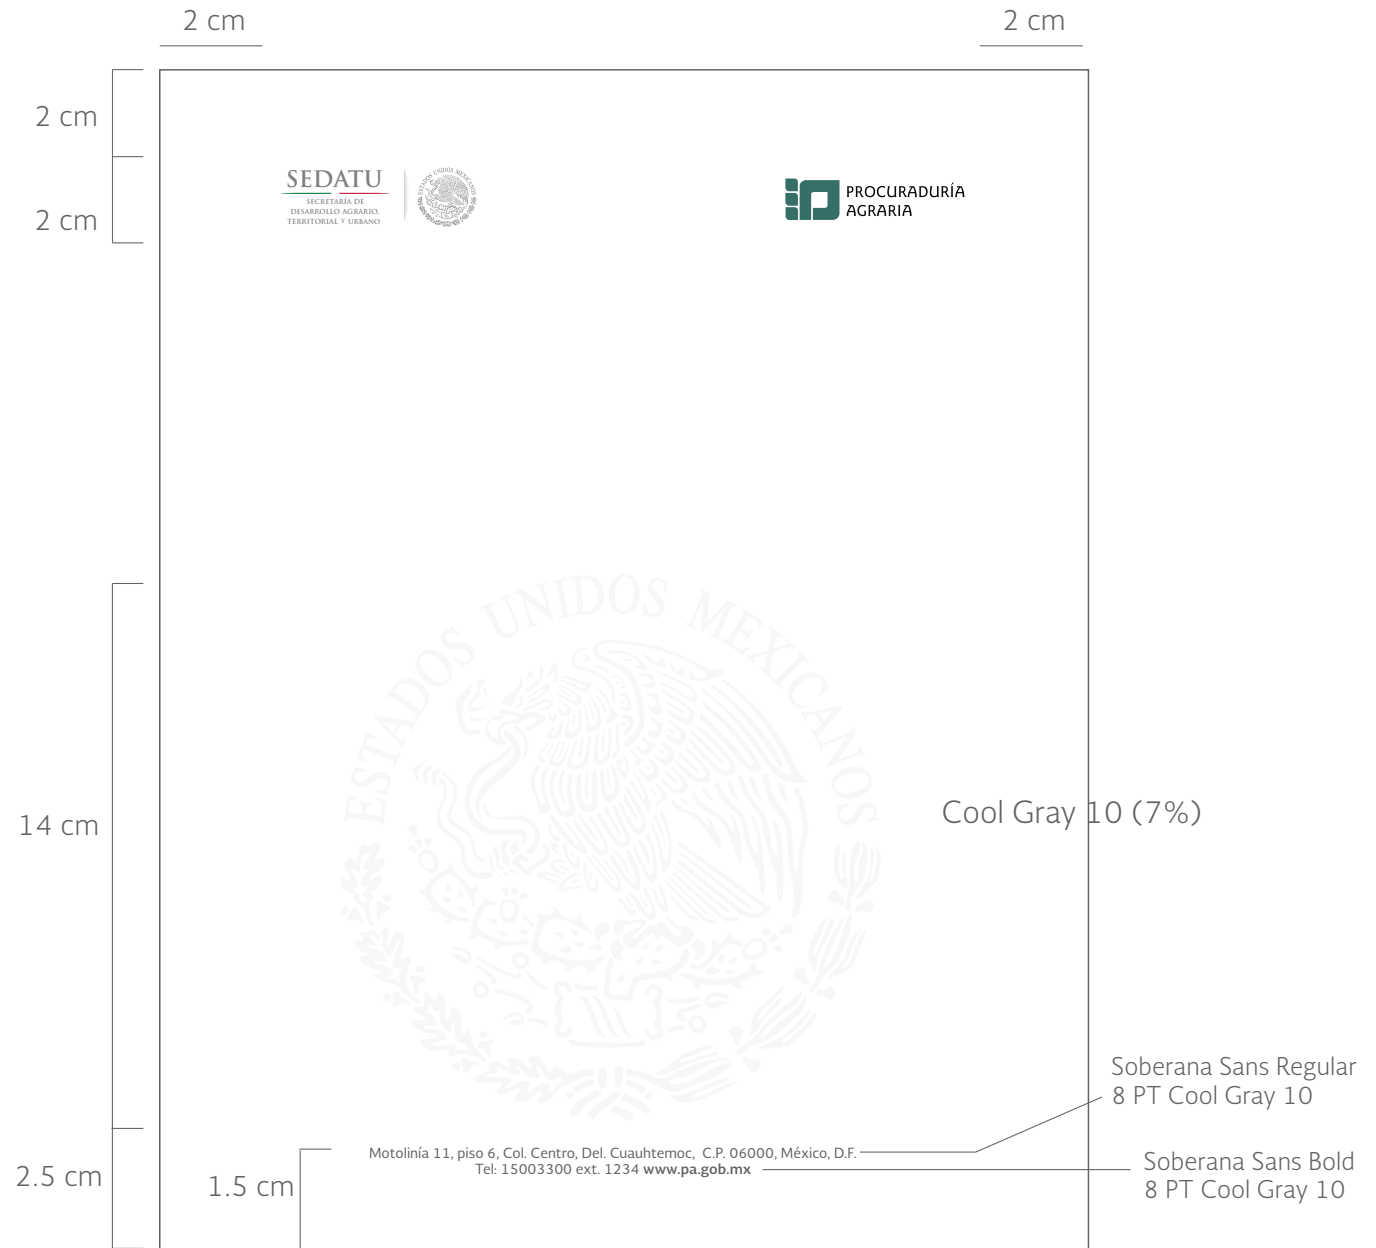 2 cm
2 cm
2 cm
2 cm
SEDATU
SECRETARÍA DE
DESARROLLO AGRARIO,
TERRITORIAL Y URBANO
ESTADOS UNIDOS MEXICANOS
PROCURADURÍA
AGRARIA
ESTADOS UNIDOS MEXICANOS
14 cm
Cool Gray 10 (7%)
Soberana Sans Regular
8 PT Cool Gray 10
Motolinía 11, piso 6, Col. Centro, Del. Cuauhtemoc, C.P. 06000, México, D.F.
Tel: 15003300 ext. 1234 www.pa.gob.mx
Soberana Sans Bold
8 PT Cool Gray 10
2.5 cm
1.5 cm